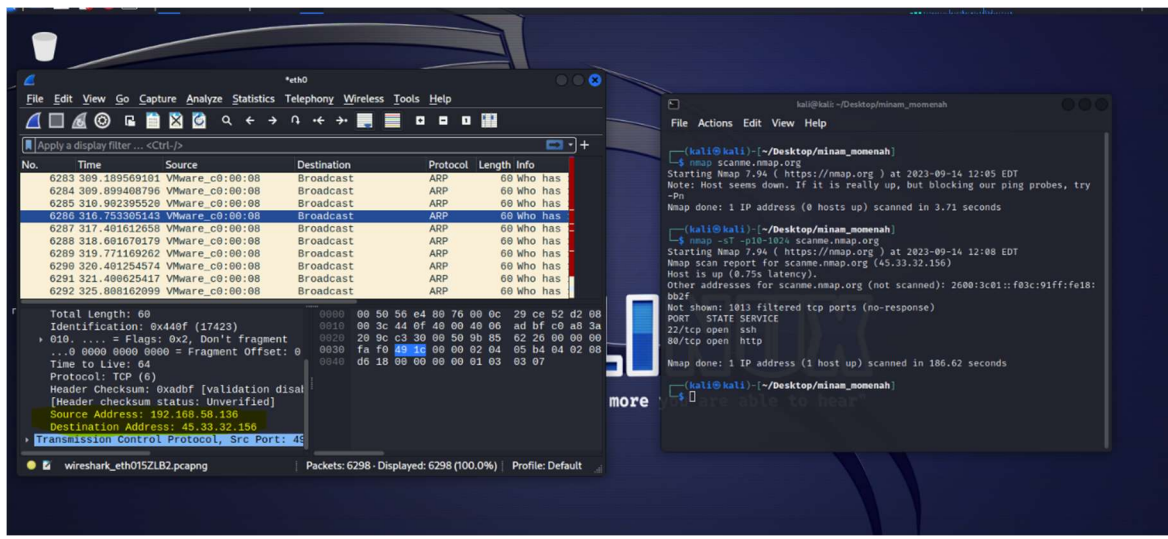 *eth0
File Edit View Go Capture Analyze Statistics Telephony Wireless Tools Help
Apply a display filter ... <Ctrl-/>
No. Time Source Destination Protocol Length Info
6283 309.189569101 VMware_c0:00:08 Broadcast ARP 60 Who has
6284 309.899408796 VMware_c0:00:08 Broadcast ARP 60 Who has
6285 310.902395520 VMware_c0:00:08 Broadcast ARP 60 Who has
6286 316.753305143 VMware_c0:00:08 Broadcast ARP 60 Who has
6287 317.401612658 VMware_c0:00:08 Broadcast ARP 60 Who has
6288 318.601670179 VMware_c0:00:08 Broadcast ARP 60 Who has
6289 319.771169262 VMware_c0:00:08 Broadcast ARP 60 Who has
6290 320.401254574 VMware_c0:00:08 Broadcast ARP 60 Who has
6291 321.400625417 VMware_c0:00:08 Broadcast ARP 60 Who has
6292 325.808162099 VMware_c0:00:08 Broadcast ARP 60 Who has
Total Length: 60
Identification: 0x440f (17423)
010. .... = Flags: 0x2, Don't fragment
...0 0000 0000 0000 = Fragment Offset: 0
Time to Live: 64
Protocol: TCP (6)
Header Checksum: 0xadbf [validation disab
[Header checksum status: Unverified]
Source Address: 192.168.58.136
Destination Address: 45.33.32.156
Transmission Control Protocol, Src Port: 49
0000 00 50 56 e4 80 76 00 0c 29 ce 52 d2 08
0010 00 3c 44 0f 40 00 40 06 ad bf c0 a8 3a
0020 20 9c c3 30 00 50 9b 85 62 26 00 00 00
0030 fa f0 49 1c 00 00 02 04 05 b4 04 02 08
0040 d6 18 00 00 00 00 01 03 03 07
wireshark_eth015ZLB2.pcapng Packets: 6298 · Displayed: 6298 (100.0%) Profile: Default
kali@kali: ~/Desktop/minam_momenah
File Actions Edit View Help
(kali㉿kali)-[~/Desktop/minam_momenah]
$ nmap scanme.nmap.org
Starting Nmap 7.94 ( https://nmap.org ) at 2023-09-14 12:05 EDT
Note: Host seems down. If it is really up, but blocking our ping probes, try
-Pn
Nmap done: 1 IP address (0 hosts up) scanned in 3.71 seconds
(kali㉿kali)-[~/Desktop/minam_momenah]
$ nmap -sT -p10-1024 scanme.nmap.org
Starting Nmap 7.94 ( https://nmap.org ) at 2023-09-14 12:08 EDT
Nmap scan report for scanme.nmap.org (45.33.32.156)
Host is up (0.75s latency).
Other addresses for scanme.nmap.org (not scanned): 2600:3c01::f03c:91ff:fe18:
bb2f
Not shown: 1013 filtered tcp ports (no-response)
PORT STATE SERVICE
22/tcp open ssh
80/tcp open http
Nmap done: 1 IP address (1 host up) scanned in 186.62 seconds
(kali㉿kali)-[~/Desktop/minam_momenah]
$
more you are able to hear"